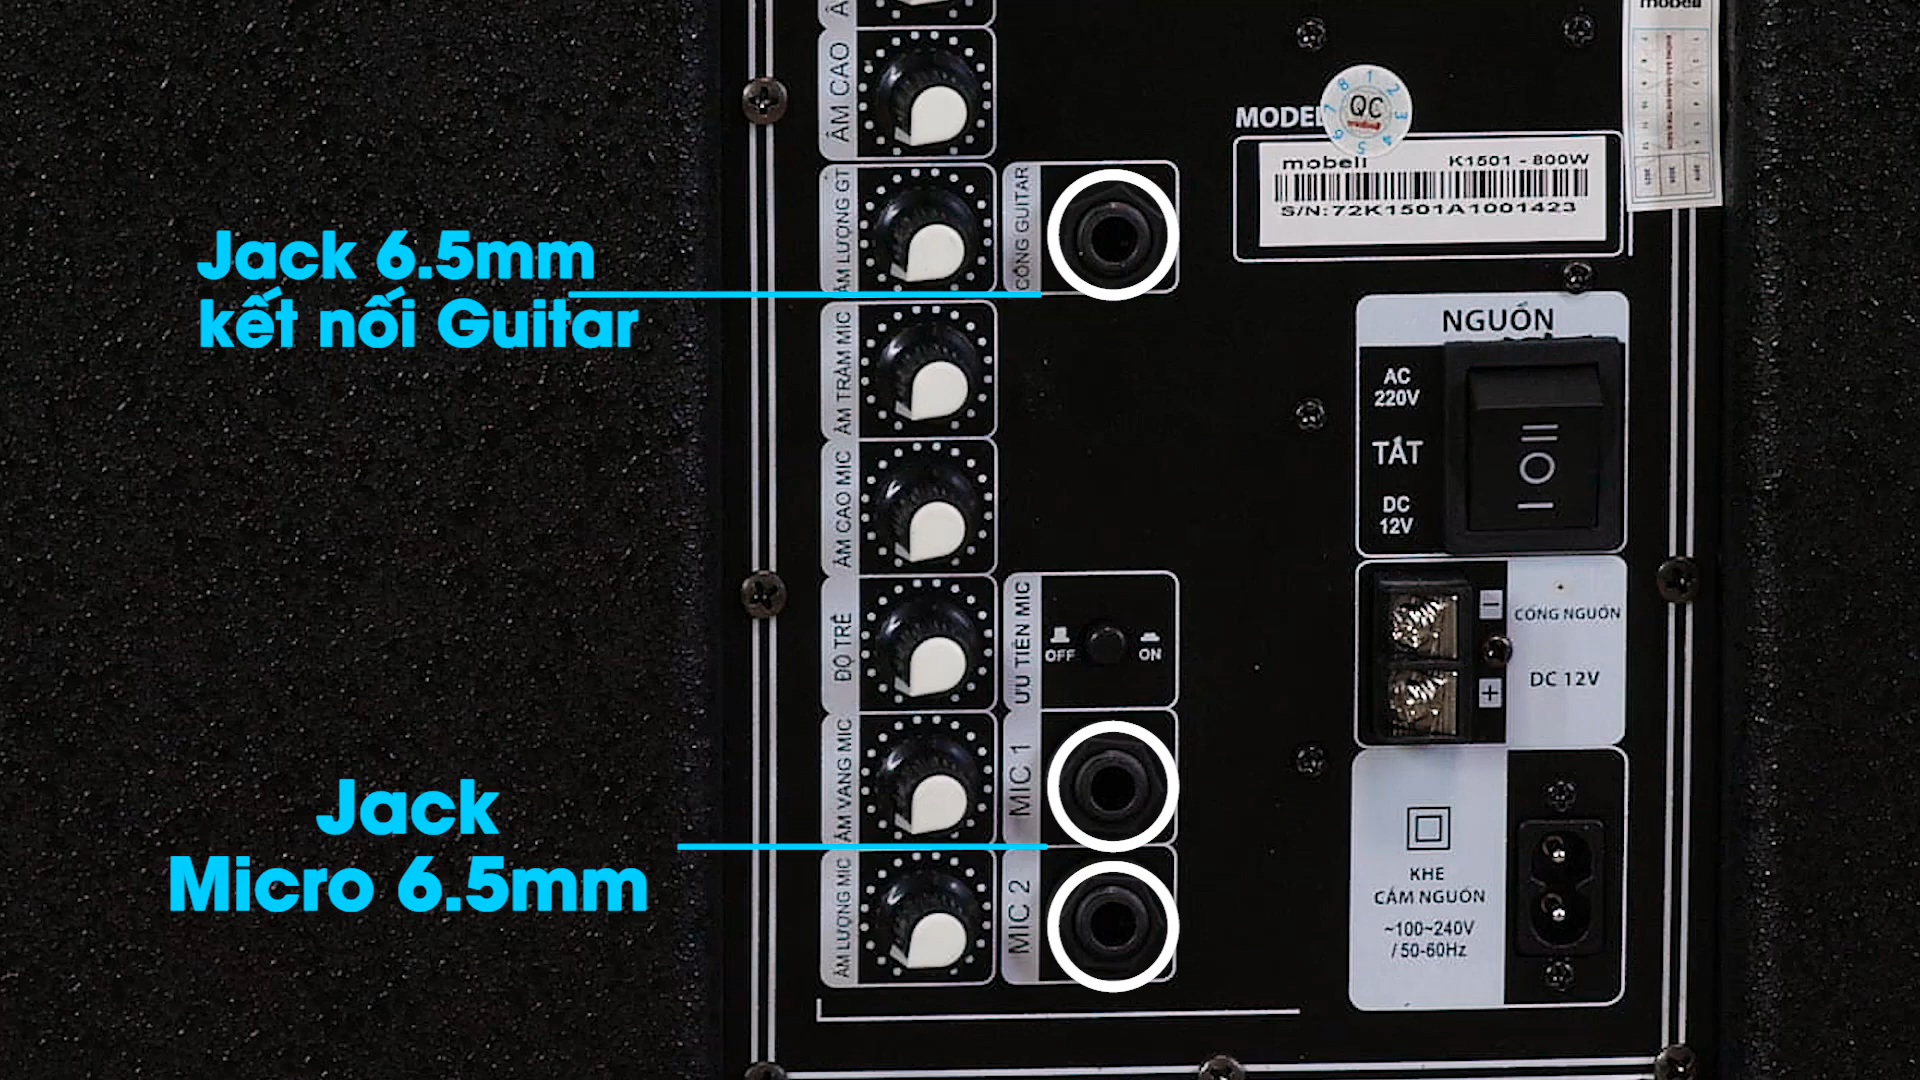 Jack 6.5mm
kết nối Guitar
Jack
Micro 6.5mm
ÂM CAO
ÂM LƯỢNG GT
CỔNG GUITAR
ÂM TRẦM MIC
ÂM CAO MIC
ĐỘ TRỄ
ƯU TIÊN MIC
OFF
ON
ÂM VANG MIC
MIC 1
ÂM LƯỢNG MIC
MIC 2
MODEL
QC
mobell
mobell K1501 - 800W
S/N:72K1501A1001423
mobell
NGUỒN
AC
220V
TẮT
DC
12V
CỔNG NGUỒN
DC 12V
KHE
CẮM NGUỒN
~100~240V
/ 50-60Hz